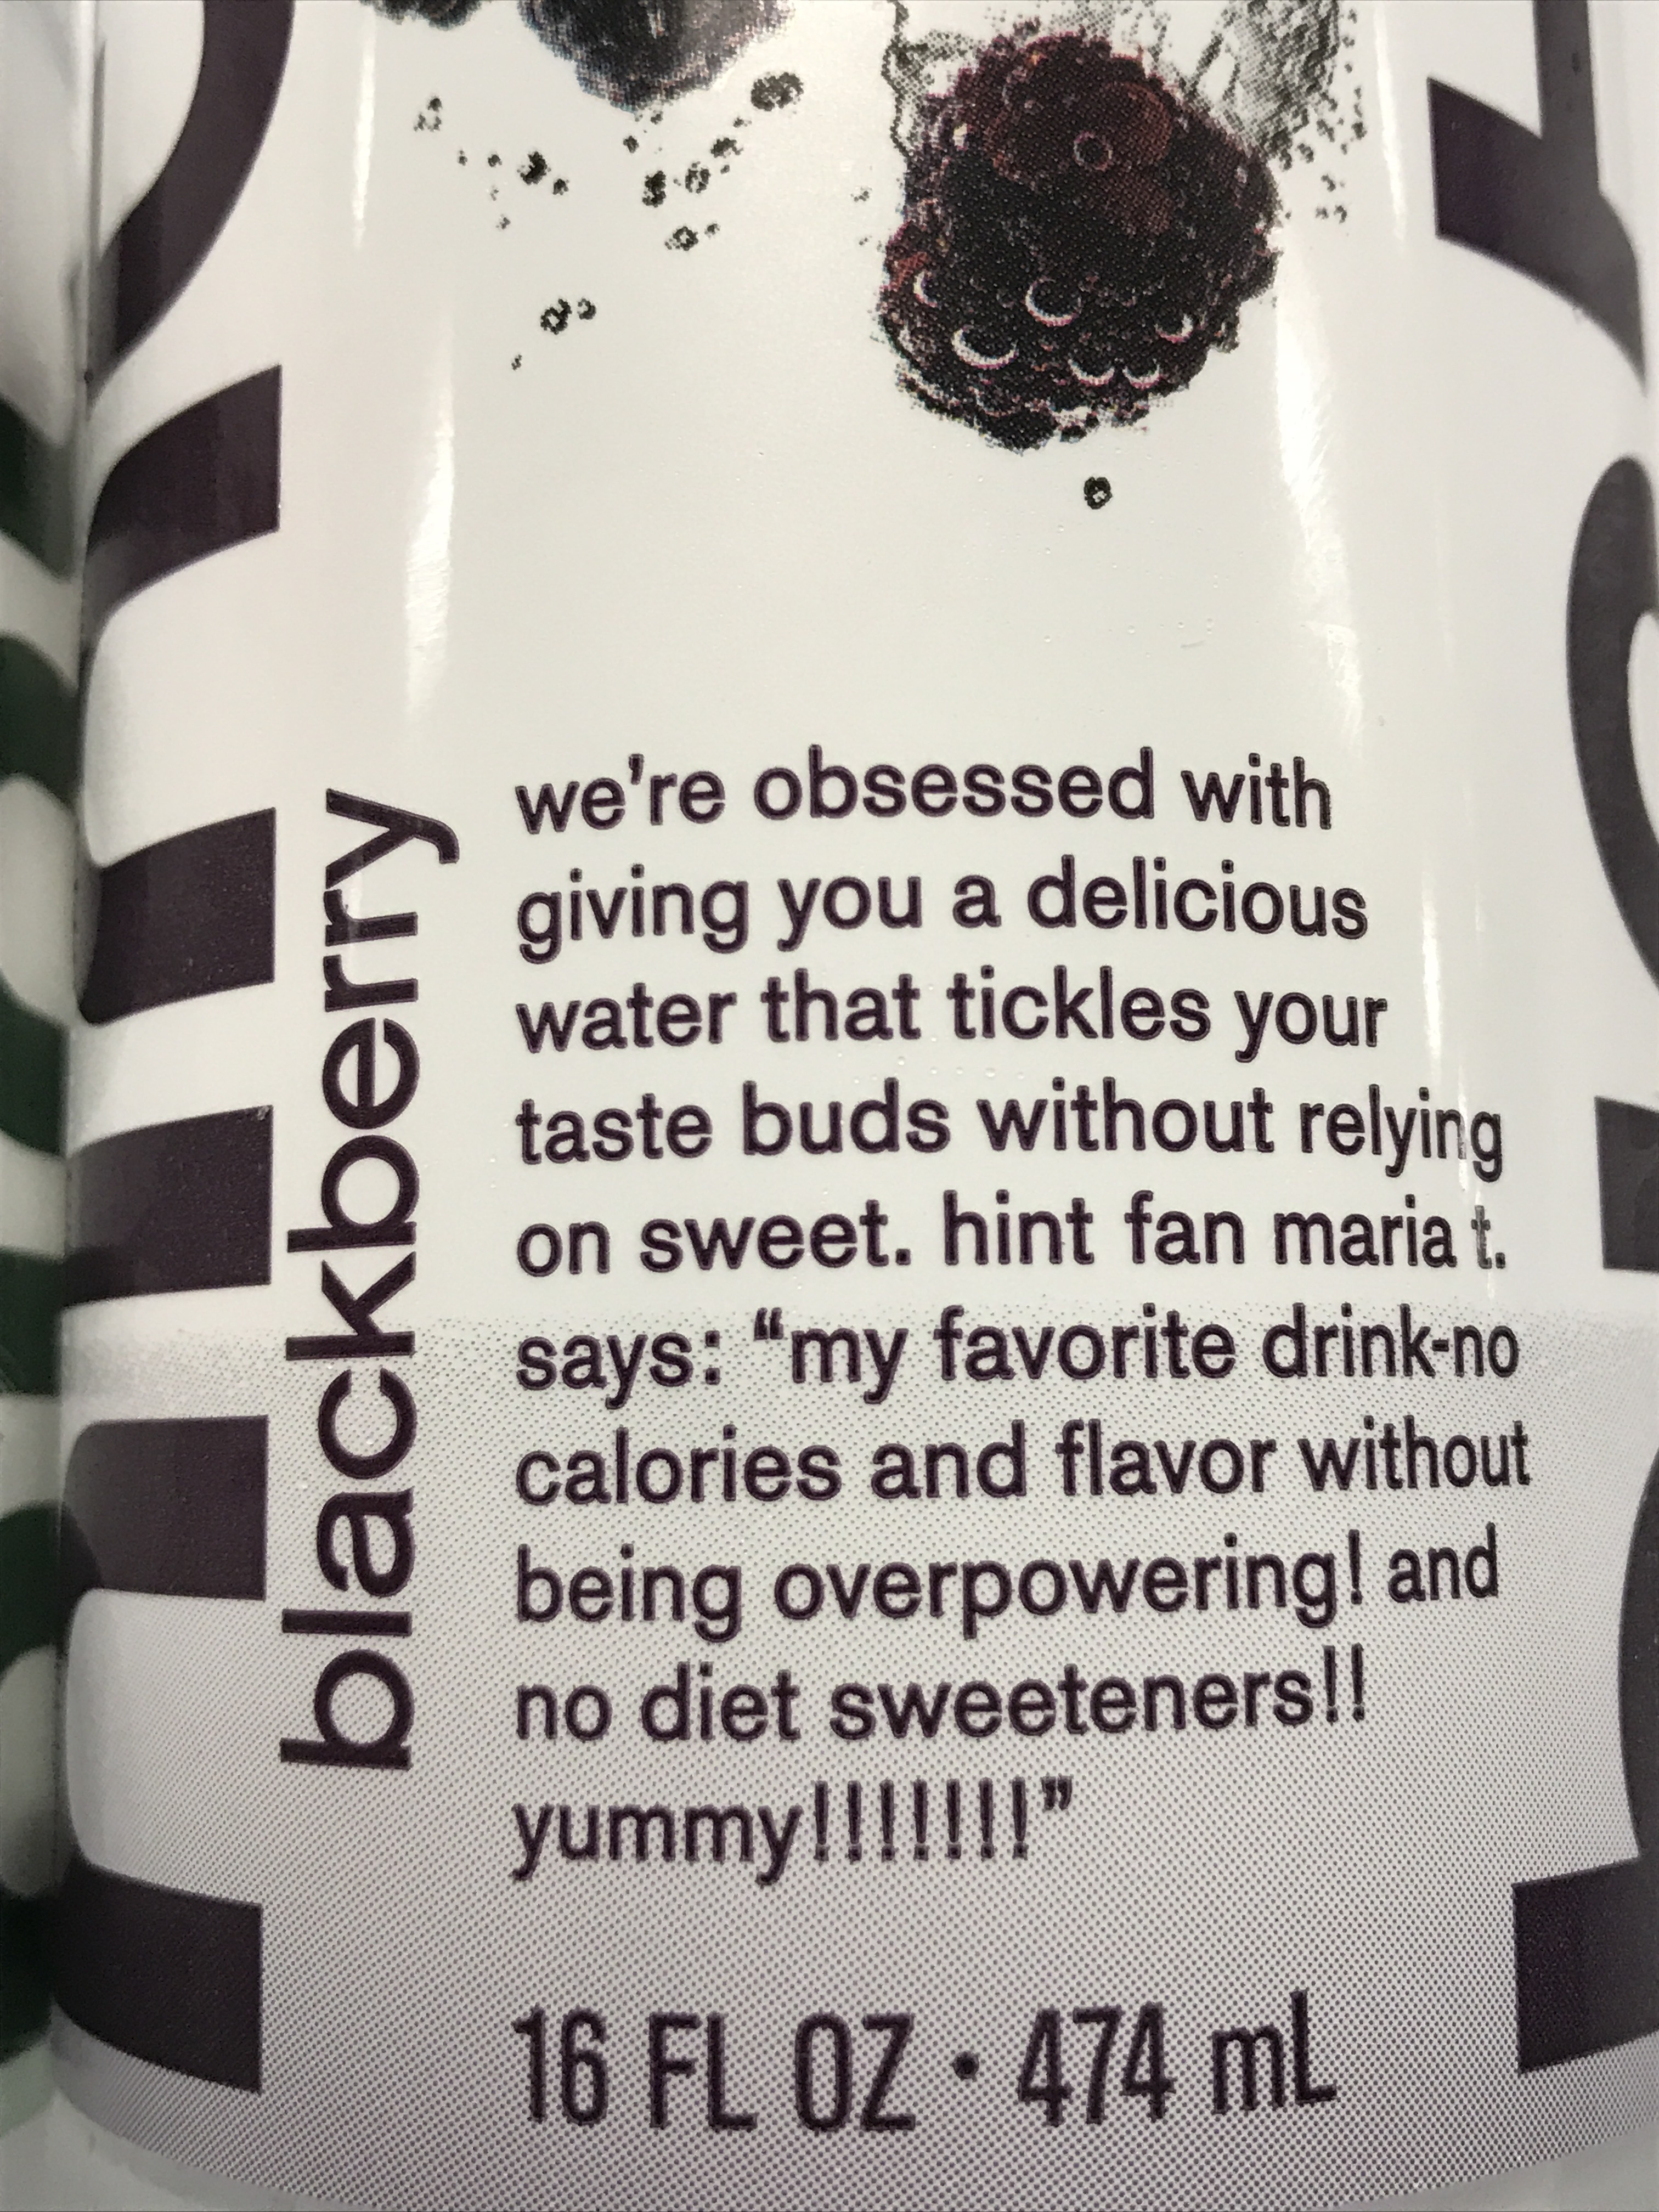 blackberry
we're obsessed with
giving you a delicious
water that tickles your
taste buds without relying
on sweet. hint fan maria t.
says: “my favorite drink-no
calories and flavor without
being overpowering! and
no diet sweeteners!!
yummy!!!!!!!!”
16 FL OZ • 474 mL